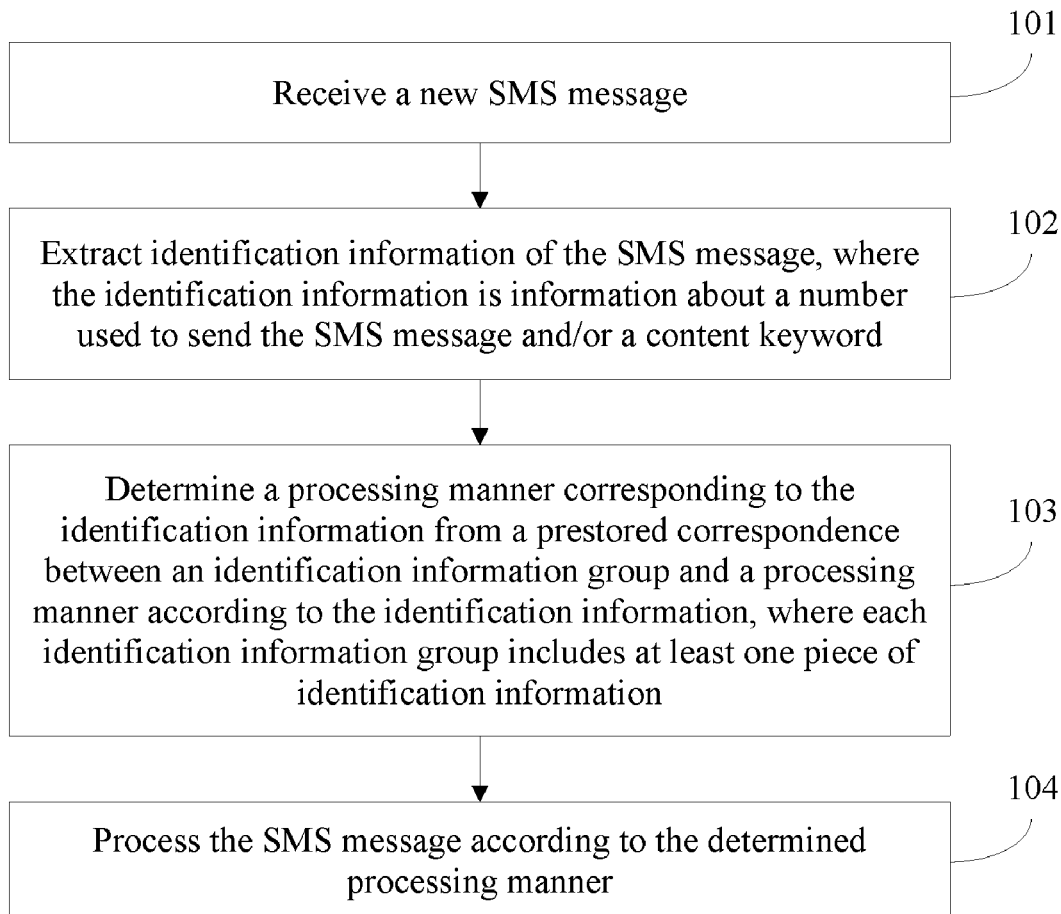 101
Receive a new SMS message
102
Extract identification information of the SMS message, where
the identification information is information about a number
used to send the SMS message and/or a content keyword
103
Determine a processing manner corresponding to the
identification information from a prestored correspondence
between an identification information group and a processing
manner according to the identification information, where each
identification information group includes at least one piece of
identification information
104
Process the SMS message according to the determined
processing manner